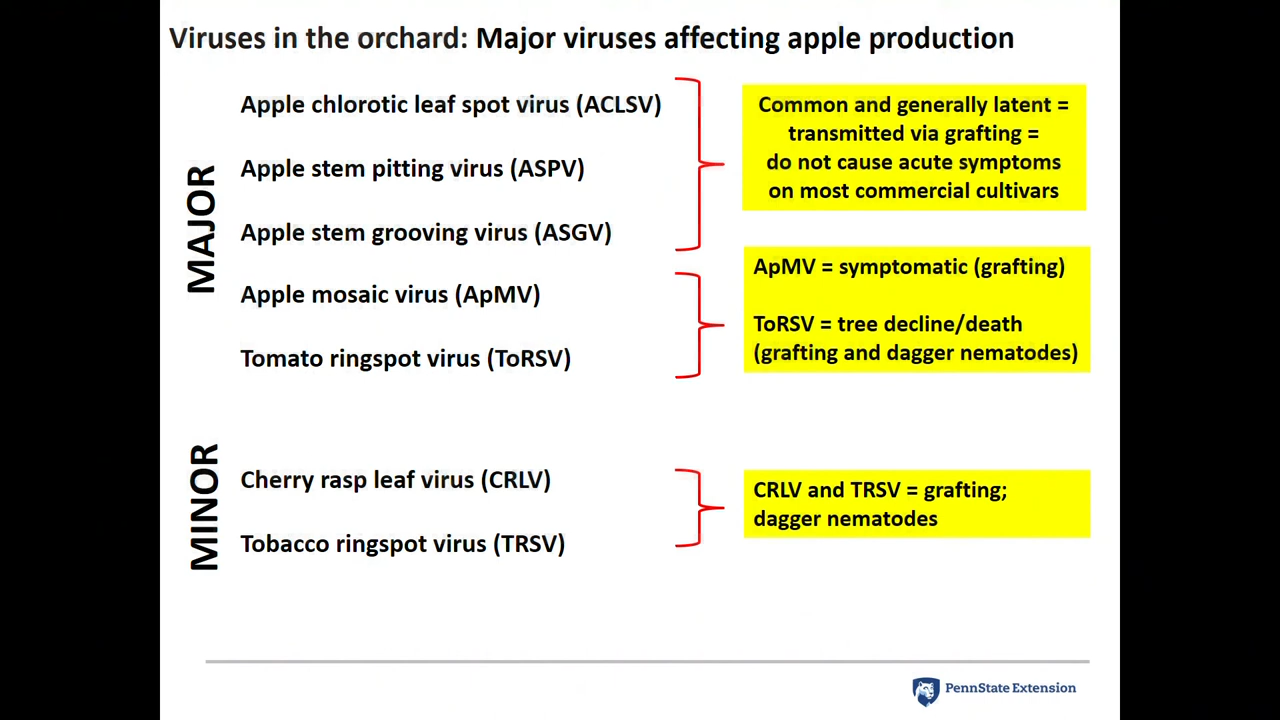 Viruses in the orchard: Major viruses affecting apple production
MAJOR
Apple chlorotic leaf spot virus (ACLSV)
Apple stem pitting virus (ASPV)
Apple stem grooving virus (ASGV)
Apple mosaic virus (ApMV)
Tomato ringspot virus (ToRSV)
Common and generally latent =
transmitted via grafting =
do not cause acute symptoms
on most commercial cultivars
ApMV = symptomatic (grafting)
ToRSV = tree decline/death
(grafting and dagger nematodes)
MINOR
Cherry rasp leaf virus (CRLV)
Tobacco ringspot virus (TRSV)
CRLV and TRSV = grafting;
dagger nematodes
PennState Extension